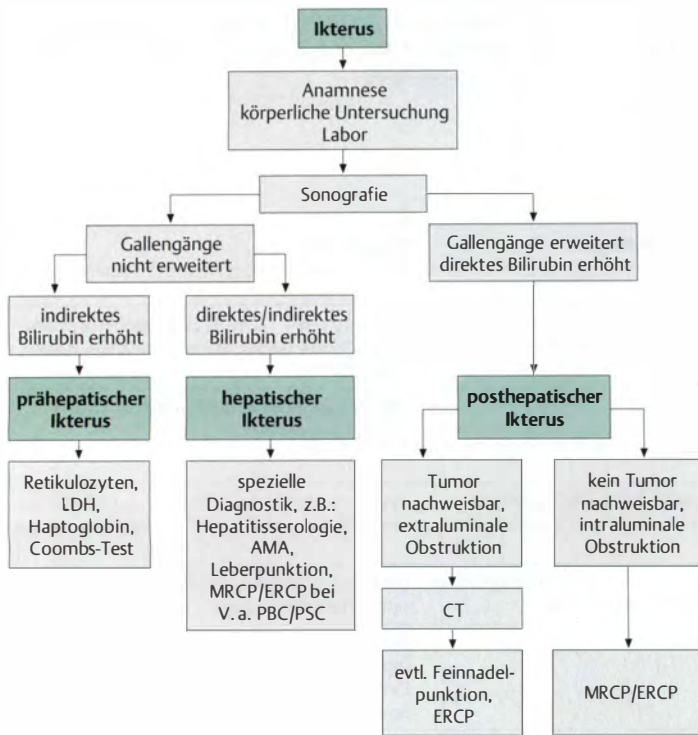 Ikterus
Anamnese
körperliche Untersuchung
Labor
Sonografie
Gallengänge
nicht erweitert
Gallengänge erweitert
direktes Bilirubin erhöht
indirektes
Bilirubin erhöht
direktes/indirektes
Bilirubin erhöht
prähepatischer
Ikterus
hepatischer
Ikterus
posthepatischer
Ikterus
Retikulozyten,
LDH,
Haptoglobin,
Coombs-Test
spezielle
Diagnostik, z.B.:
Hepatitisserologie,
AMA,
Leberpunktion,
MRCP/ERCP bei
V. a. PBC/PSC
Tumor
nachweisbar,
extraluminale
Obstruktion
kein Tumor
nachweisbar,
intraluminale
Obstruktion
CT
evtl. Feinnadel-
punktion,
ERCP
MRCP/ERCP